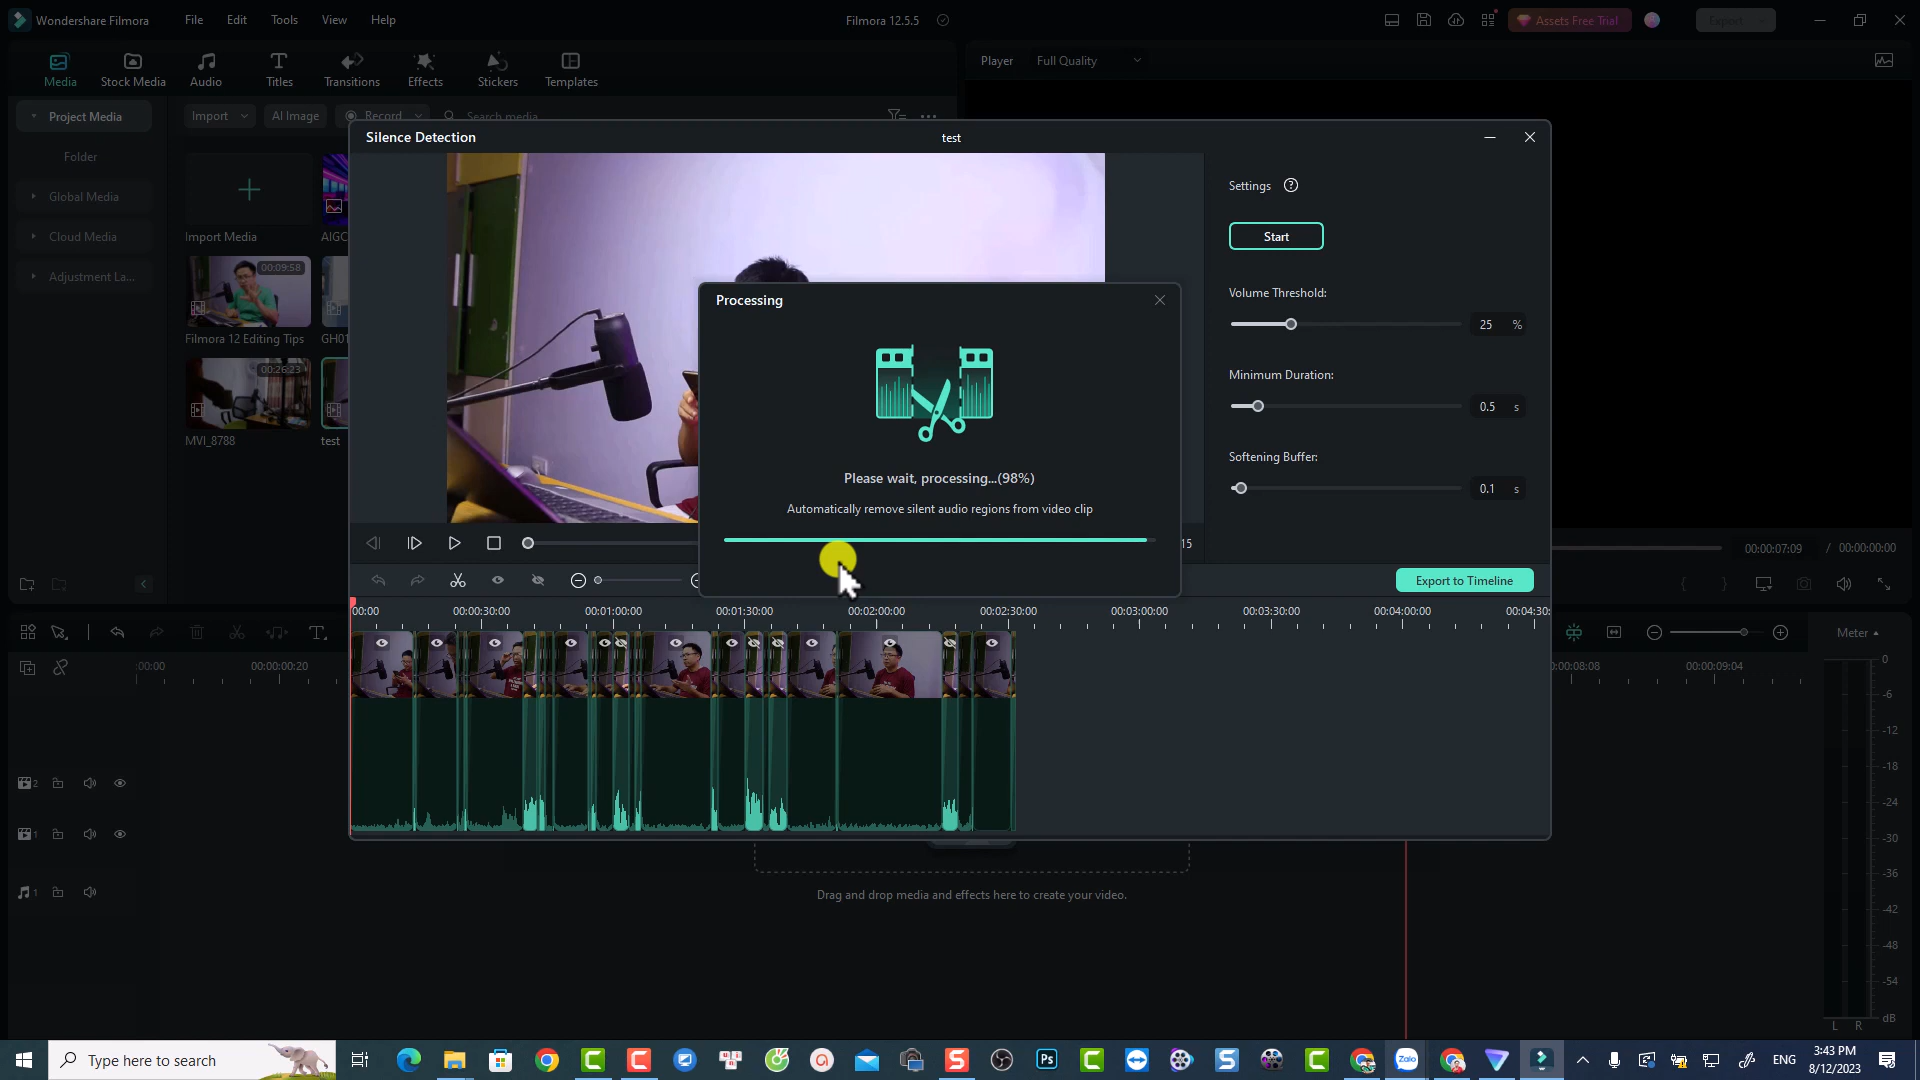 Wondershare Filmora
File
Edit
Tools
View
Help
Filmora 12.5.5
Assets Free Trial
Export
Media
Stock Media
Audio
Titles
Transitions
Effects
Stickers
Templates
Player
Full Quality
Project Media
Import
AI Image
Record
Search media
Folder
Global Media
Cloud Media
Adjustment La...
Import Media
AIGC
00:09:58
Filmora 12 Editing Tips
GH01
00:26:23
MVI_8788
test
Silence Detection
test
Settings
Start
Volume Threshold:
25 %
Minimum Duration:
0.5 s
Softening Buffer:
0.1 s
Processing
Please wait, processing...(98%)
Automatically remove silent audio regions from video clip
15
Export to Timeline
00:00
00:00:30:00
00:01:00:00
00:01:30:00
00:02:00:00
00:02:30:00
00:03:00:00
00:03:30:00
00:04:00:00
00:04:30:
00:00:07:09 / 00:00:00:00
Meter
:00:00
00:00:00:20
0:00:08:08
00:00:09:04
0
-6
-12
-18
-24
-30
-36
-42
-48
-54
dB
L R
2
1
1
Drag and drop media and effects here to create your video.
Type here to search
Ps
Zalo
ENG
3:43 PM
8/12/2023